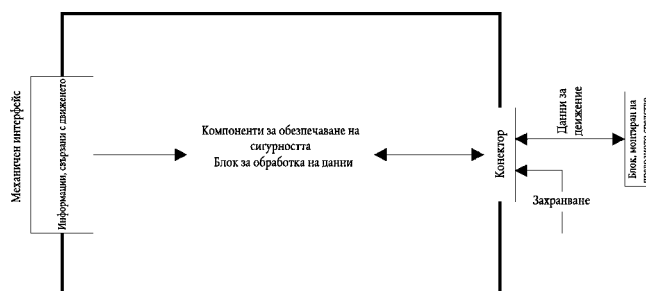 Механичен интерфейс
Информации, свързани с движението
Компоненти за обезпечаване на
сигурността
Блок за обработка на данни
Конектор
Данни за
деижение
Захранване
Блок, монтиран на